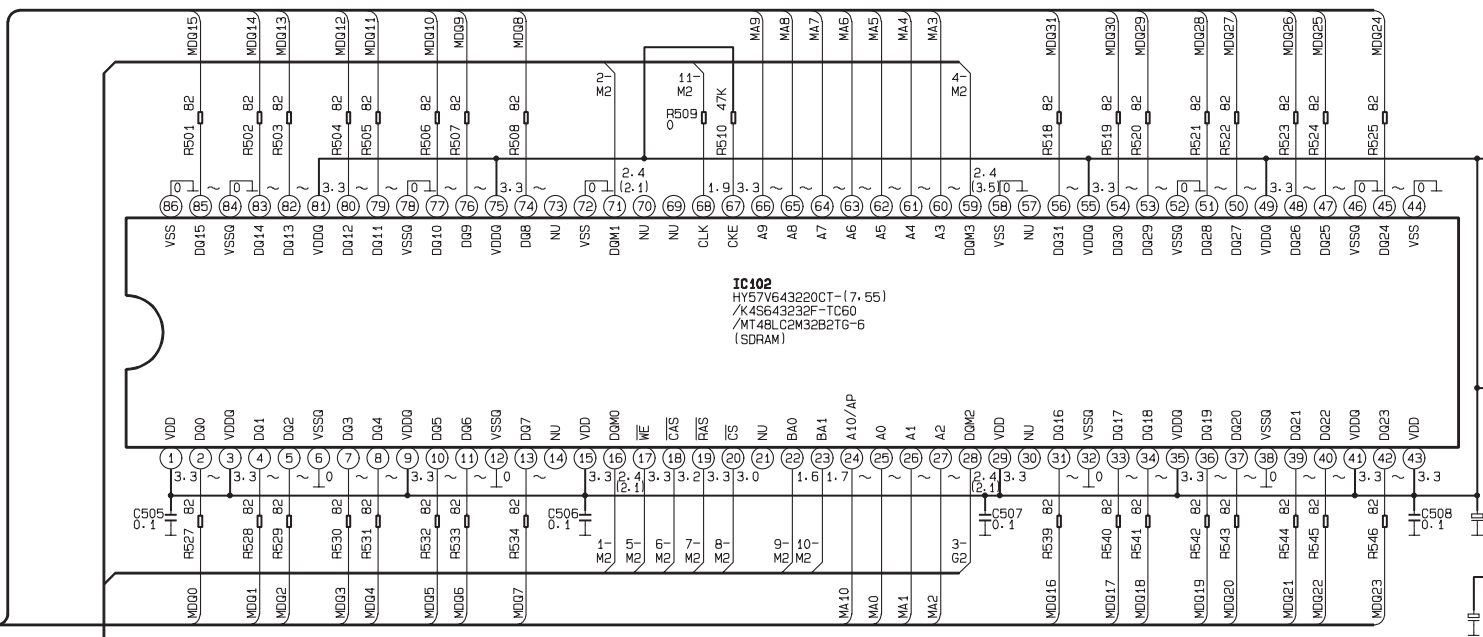 MDQ15 MDQ14 MDQ13 MDQ12 MDQ11 MDQ10 MDQ9 MDQ8 MA9 MA8 MA7 MA6 MA5 MA4 MA3 MDQ31 MDQ30 MDQ29 MDQ28 MDQ27 MDQ26 MDQ25 MDQ24
2- 11- 4-
M2 M2 M2
82 82 82 82 82 82 82 82 47K 82 82 82 82 82 82 82 82
R501 R502 R503 R504 R505 R506 R507 R508 R509 R510 R518 R519 R520 R521 R522 R523 R524 R525
0
2.4 2.4
(2.1) (3.5)
0 ~ 0 ~ ~ 3.3 ~ ~ 0 ~ ~ 3.3 ~ 0 1.9 3.3 ~ ~ ~ ~ ~ ~ 0 ~ 3.3 ~ ~ 0 ~ ~ 3.3 ~ ~ 0 ~ 0
86 85 84 83 82 81 80 79 78 77 76 75 74 73 72 71 70 69 68 67 66 65 64 63 62 61 60 59 58 57 56 55 54 53 52 51 50 49 48 47 46 45 44
VSS DQ15 VSSQ DQ14 DQ13 VDDQ DQ12 DQ11 VSSQ DQ10 DQ9 VDDQ DQ8 NU VSS DQM1 NU NU CLK CKE A9 A8 A7 A6 A5 A4 A3 DQM3 VSS NU DQ31 VDDQ DQ30 DQ29 VSSQ DQ28 DQ27 VDDQ DQ26 DQ25 VSSQ DQ24 VSS
IC102
HY57V643220CT-(7,55)
/K4S643232F-TC60
/MT48LC2M32B2TG-6
(SDRAM)
VDD DQ0 VDDQ DQ1 DQ2 VSSQ DQ3 DQ4 VDDQ DQ5 DQ6 VSSQ DQ7 NU VDD DQM0 WE CAS RAS CS NU BA0 BA1 A10/AP A0 A1 A2 DQM2 VDD NU DQ16 VSSQ DQ17 DQ18 VDDQ DQ19 DQ20 VSSQ DQ21 DQ22 VDDQ DQ23 VDD
1 2 3 4 5 6 7 8 9 10 11 12 13 14 15 16 17 18 19 20 21 22 23 24 25 26 27 28 29 30 31 32 33 34 35 36 37 38 39 40 41 42 43
3.3 ~ 3.3 ~ ~ 0 ~ ~ 3.3 ~ ~ 0 ~ 3.3 2.4 3.3 3.2 3.3 3.0 1.6 1.7 ~ ~ ~ ~ 2.4 3.3 ~ 0 ~ ~ 3.3 ~ ~ 0 ~ ~ 3.3 ~ 3.3
(2.1) (2.1)
C505 C506 C507 C508
0.1 0.1 0.1 0.1
82 82 82 82 82 82 82 82 82 82 82 82 82 82 82 82
R527 R528 R529 R530 R531 R532 R533 R534 R539 R540 R541 R542 R543 R544 R545 R546
1- 5- 6- 7- 8- 9- 10- 3-
M2 M2 M2 M2 M2 M2 M2 G2
MDQ0 MDQ1 MDQ2 MDQ3 MDQ4 MDQ5 MDQ6 MDQ7 MA10 MA0 MA1 MA2 MDQ16 MDQ17 MDQ18 MDQ19 MDQ20 MDQ21 MDQ22 MDQ23